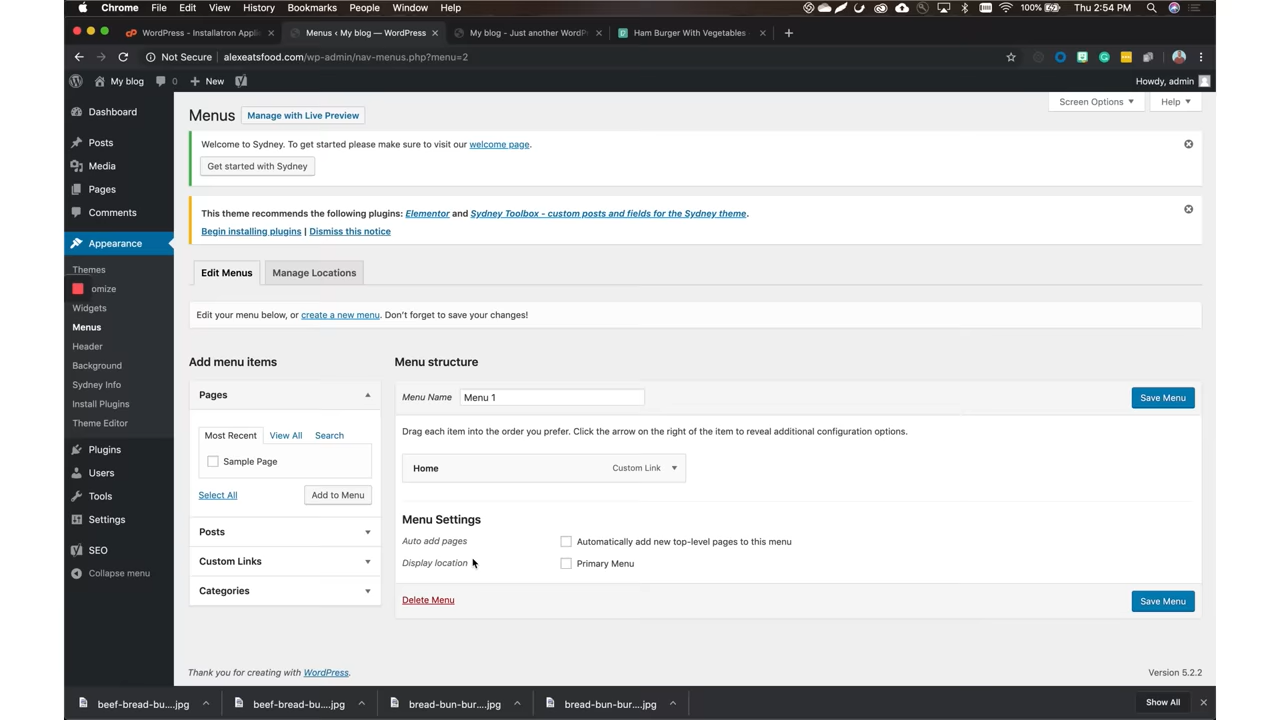 Chrome File Edit View History Bookmarks People Window Help 100% Thu 2:54 PM
WordPress - Installatron Appli × Menus ‹ My blog — WordPress × My blog - Just another WordPr × Ham Burger With Vegetables × +
Not Secure alexeatsfood.com/wp-admin/nav-menus.php?menu=2
My blog 0 + New Howdy, admin
Dashboard
Posts
Media
Pages
Comments
Appearance
Themes
omize
Widgets
Menus
Header
Background
Sydney Info
Install Plugins
Theme Editor
Plugins
Users
Tools
Settings
SEO
Collapse menu
Screen Options Help
Menus Manage with Live Preview
Welcome to Sydney. To get started please make sure to visit our welcome page.
Get started with Sydney
This theme recommends the following plugins: Elementor and Sydney Toolbox - custom posts and fields for the Sydney theme.
Begin installing plugins | Dismiss this notice
Edit Menus Manage Locations
Edit your menu below, or create a new menu. Don't forget to save your changes!
Add menu items
Pages
Most Recent View All Search
Sample Page
Select All Add to Menu
Posts
Custom Links
Categories
Menu structure
Menu Name Menu 1 Save Menu
Drag each item into the order you prefer. Click the arrow on the right of the item to reveal additional configuration options.
Home Custom Link
Menu Settings
Auto add pages Automatically add new top-level pages to this menu
Display location Primary Menu
Delete Menu Save Menu
Thank you for creating with WordPress. Version 5.2.2
beef-bread-bu....jpg beef-bread-bu....jpg bread-bun-bur....jpg bread-bun-bur....jpg Show All